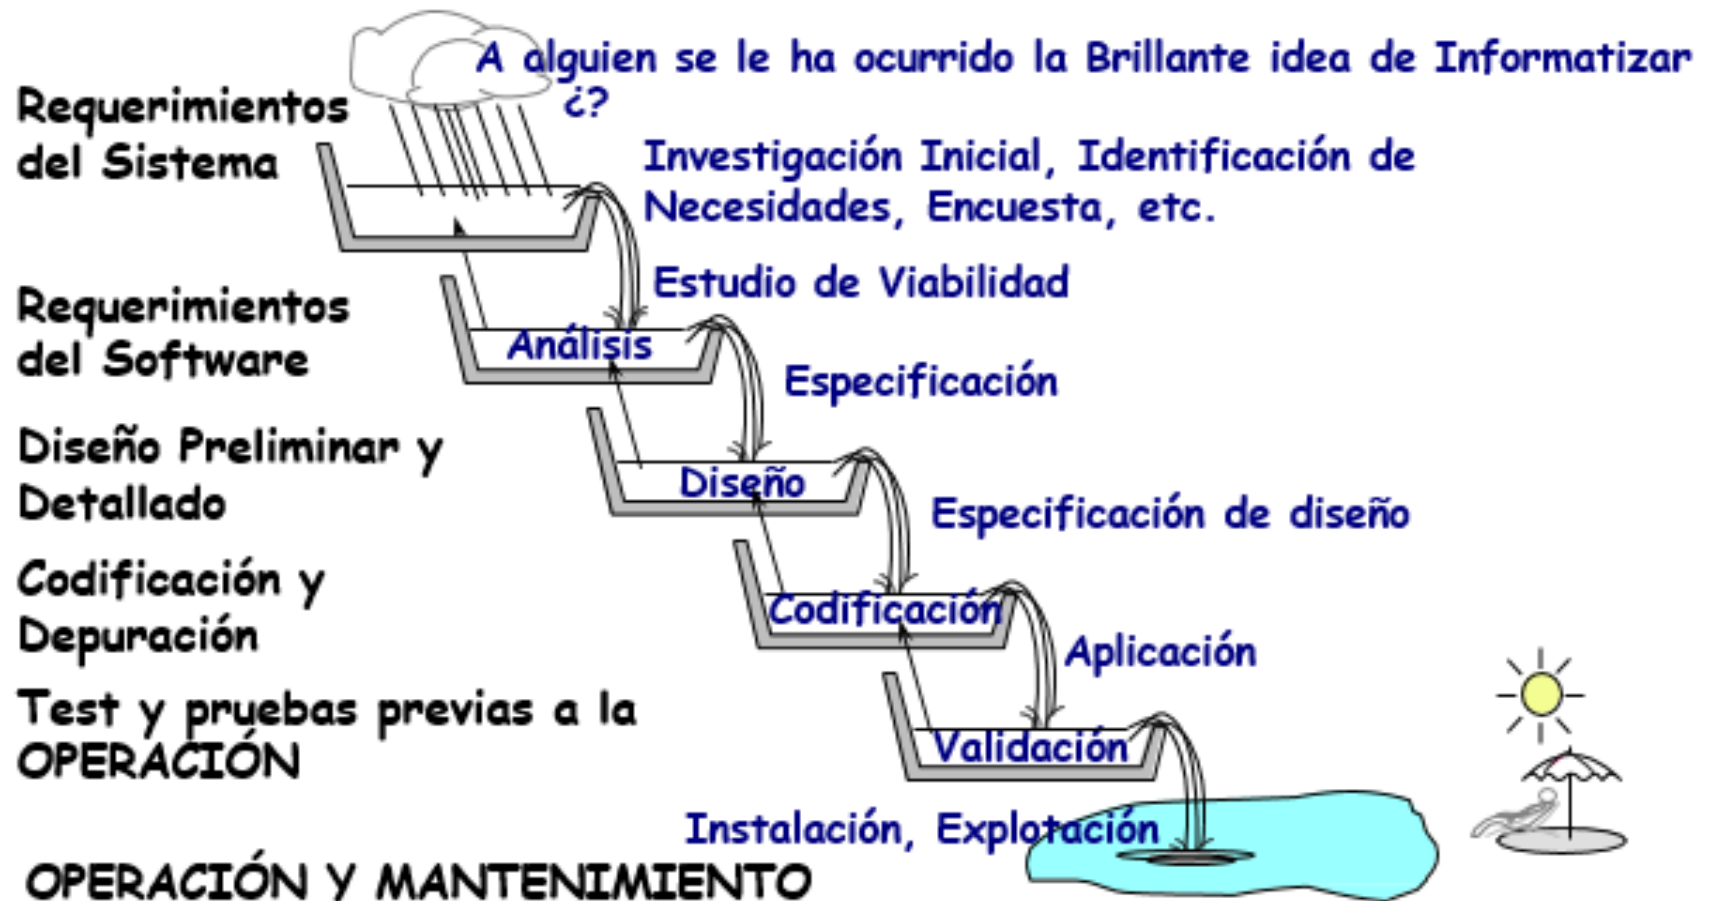 A alguien se le ha ocurrido la Brillante idea de Informatizar
¿?
Requerimientos
del Sistema
Investigación Inicial, Identificación de
Necesidades, Encuesta, etc.
Estudio de Viabilidad
Requerimientos
del Software
Análisis
Especificación
Diseño Preliminar y
Detallado
Diseño
Especificación de diseño
Codificación y
Depuración
Codificación
Aplicación
Test y pruebas previas a la
OPERACIÓN
Validación
Instalación, Explotación
OPERACIÓN Y MANTENIMIENTO